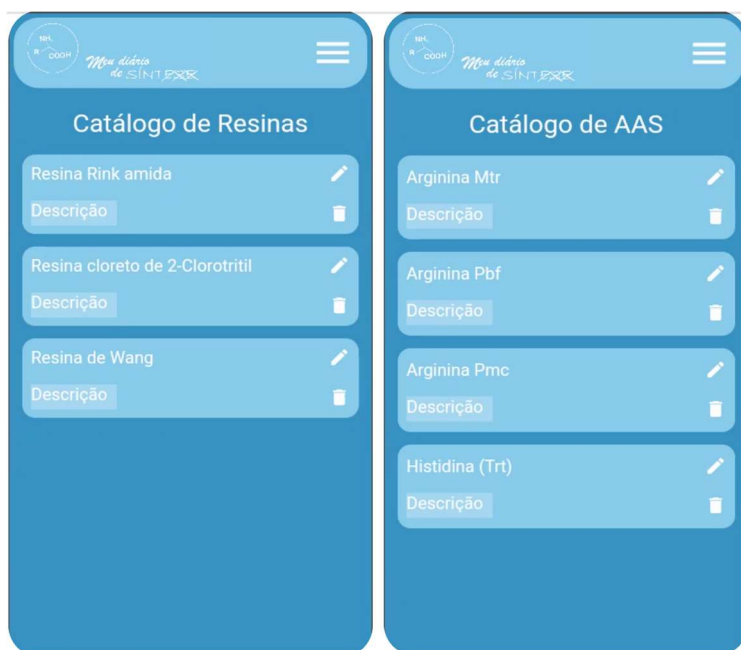 NH₂
R COOH
Meu diário
de SÍNTESE
Catálogo de Resinas
Resina Rink amida
Descrição
Resina cloreto de 2-Clorotritil
Descrição
Resina de Wang
Descrição
NH₂
R COOH
Meu diário
de SÍNTESE
Catálogo de AAS
Arginina Mtr
Descrição
Arginina Pbf
Descrição
Arginina Pmc
Descrição
Histidina (Trt)
Descrição